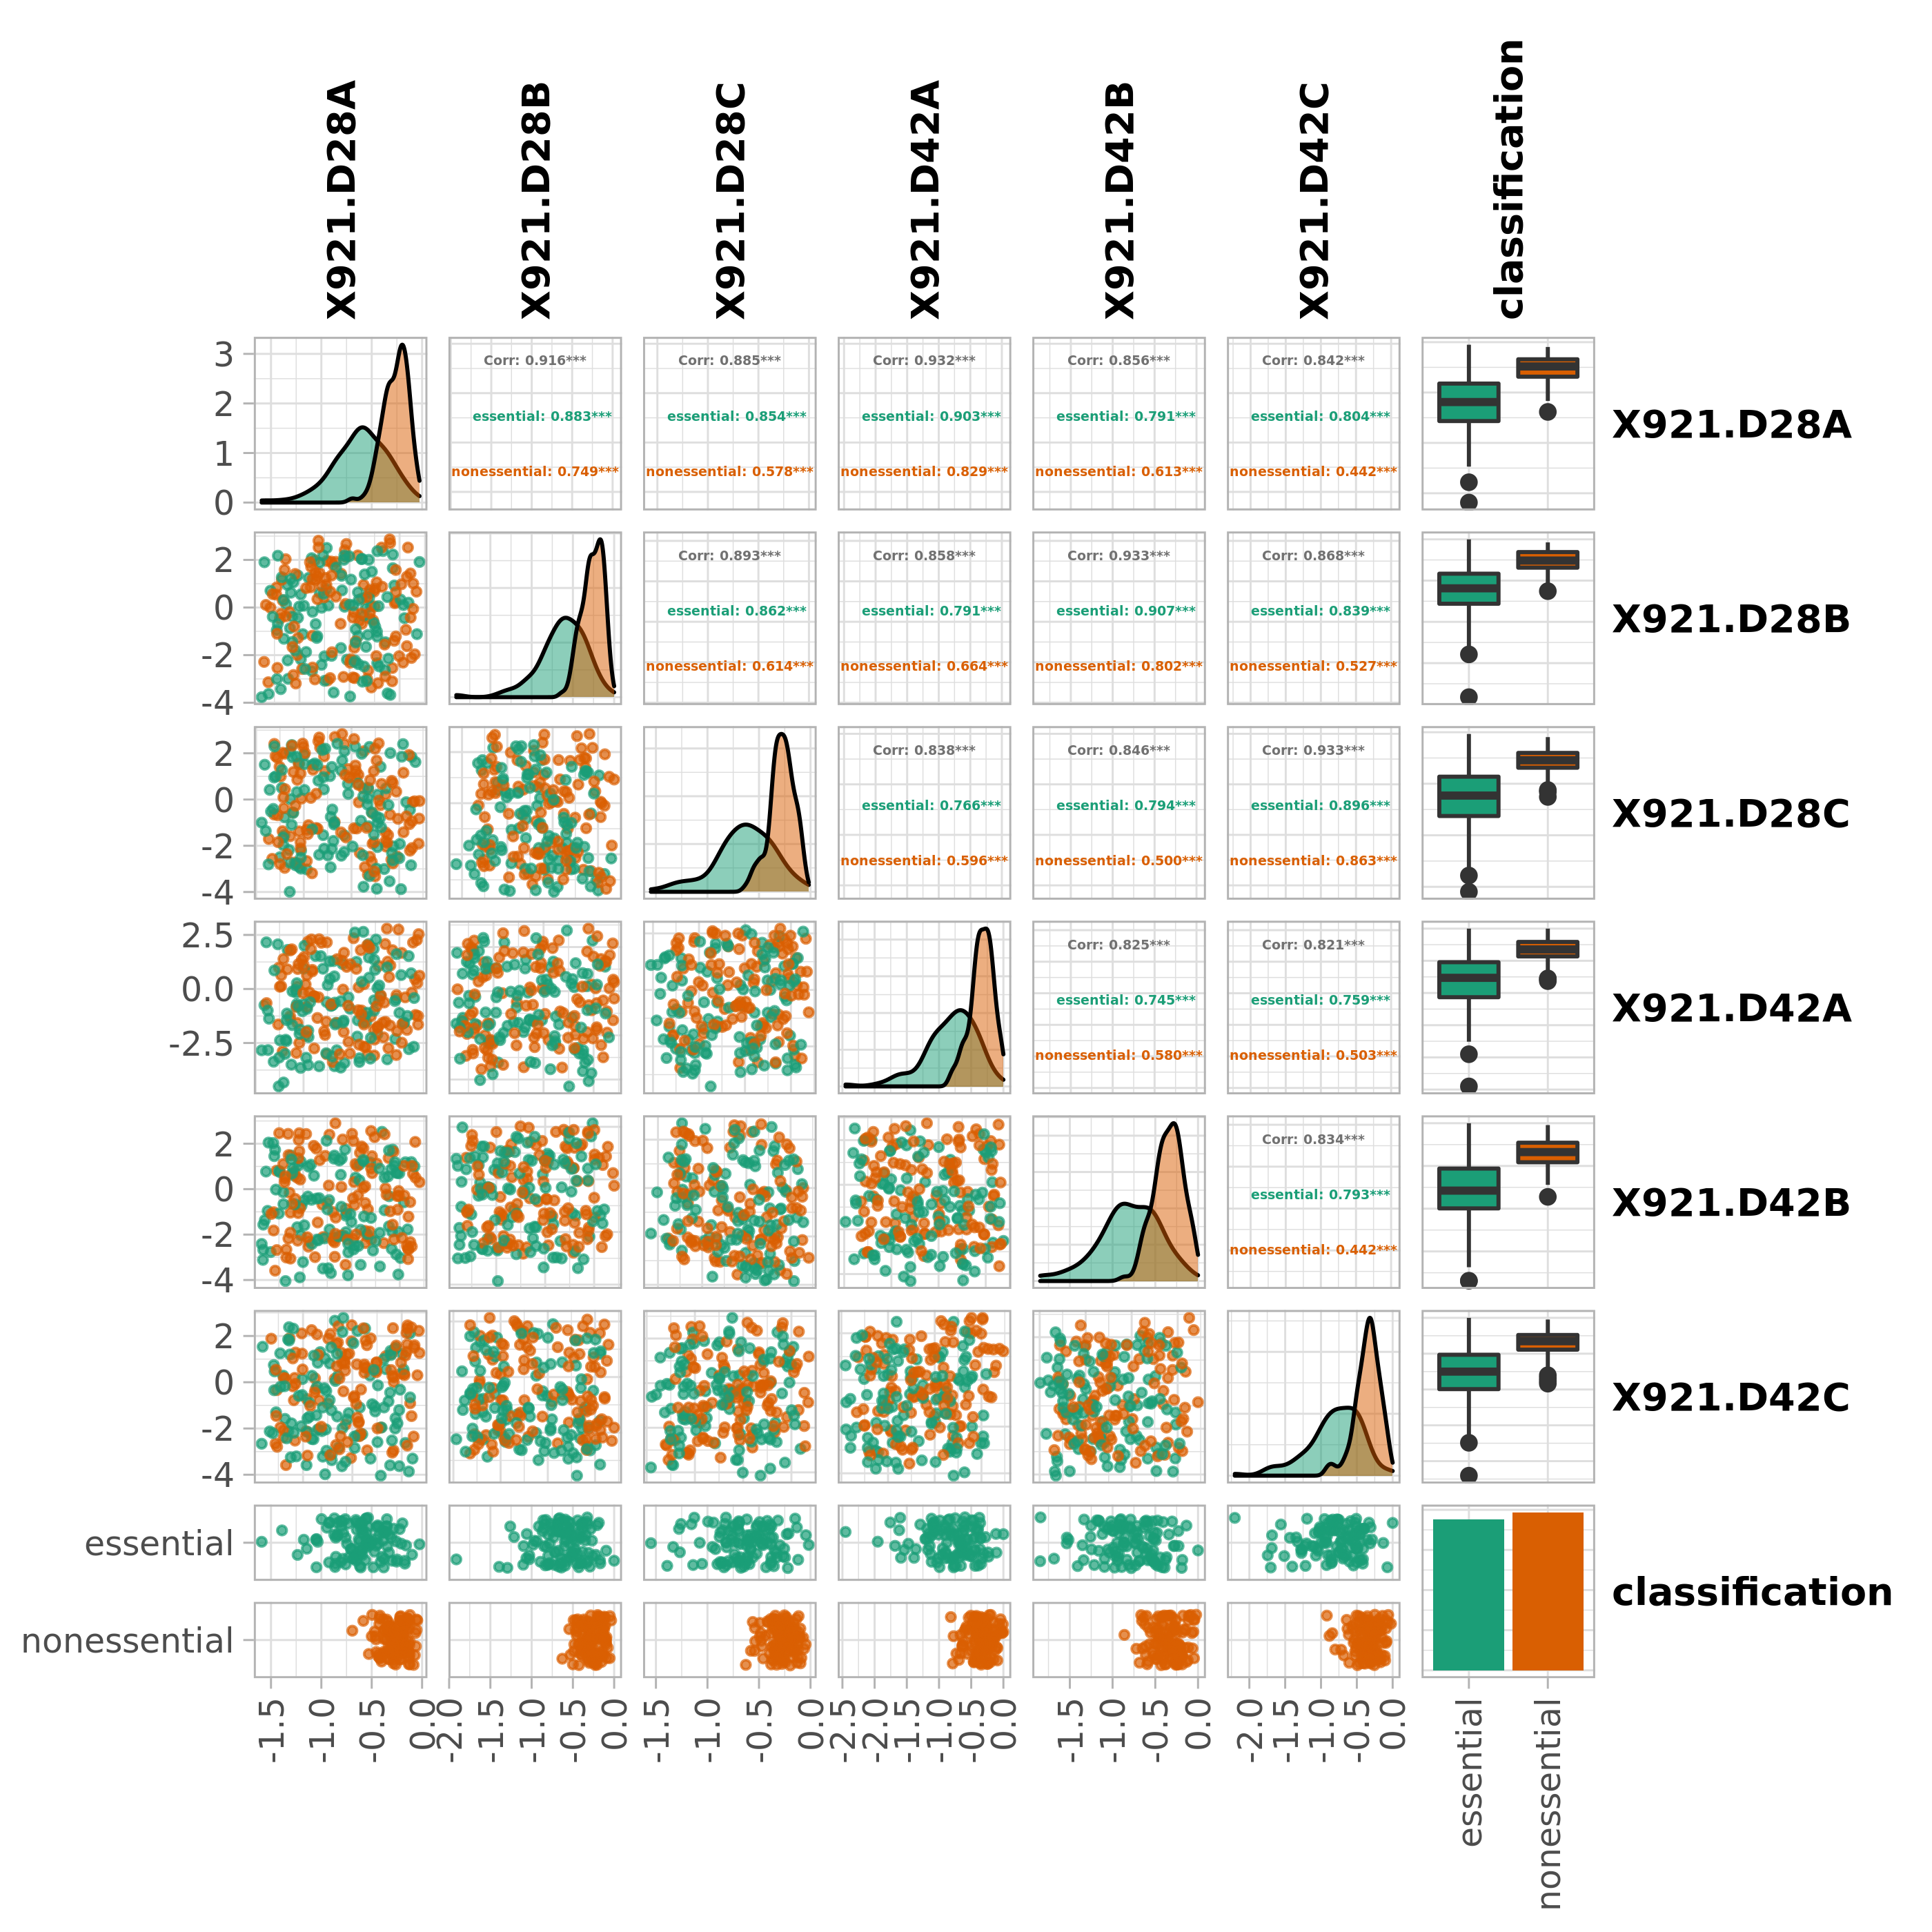 X921.D28A
X921.D28B
X921.D28C
X921.D42A
X921.D42B
X921.D42C
classification
3
2
1
0
Corr: 0.916***
essential: 0.883***
nonessential: 0.749***
Corr: 0.885***
essential: 0.854***
nonessential: 0.578***
Corr: 0.932***
essential: 0.903***
nonessential: 0.829***
Corr: 0.856***
essential: 0.791***
nonessential: 0.613***
Corr: 0.842***
essential: 0.804***
nonessential: 0.442***
X921.D28A
2
0
-2
-4
Corr: 0.893***
essential: 0.862***
nonessential: 0.614***
Corr: 0.858***
essential: 0.791***
nonessential: 0.664***
Corr: 0.933***
essential: 0.907***
nonessential: 0.802***
Corr: 0.868***
essential: 0.839***
nonessential: 0.527***
X921.D28B
2
0
-2
-4
Corr: 0.838***
essential: 0.766***
nonessential: 0.596***
Corr: 0.846***
essential: 0.794***
nonessential: 0.500***
Corr: 0.933***
essential: 0.896***
nonessential: 0.863***
X921.D28C
2.5
0.0
-2.5
Corr: 0.825***
essential: 0.745***
nonessential: 0.580***
Corr: 0.821***
essential: 0.759***
nonessential: 0.503***
X921.D42A
2
0
-2
-4
Corr: 0.834***
essential: 0.793***
nonessential: 0.442***
X921.D42B
2
0
-2
-4
X921.D42C
essential
nonessential
classification
-1.5
-1.0
-0.5
0.0
-2.0
-1.5
-1.0
-0.5
0.0
-1.5
-1.0
-0.5
0.0
-2.5
-2.0
-1.5
-1.0
-0.5
0.0
-1.5
-1.0
-0.5
0.0
-2.0
-1.5
-1.0
-0.5
0.0
essential
nonessential